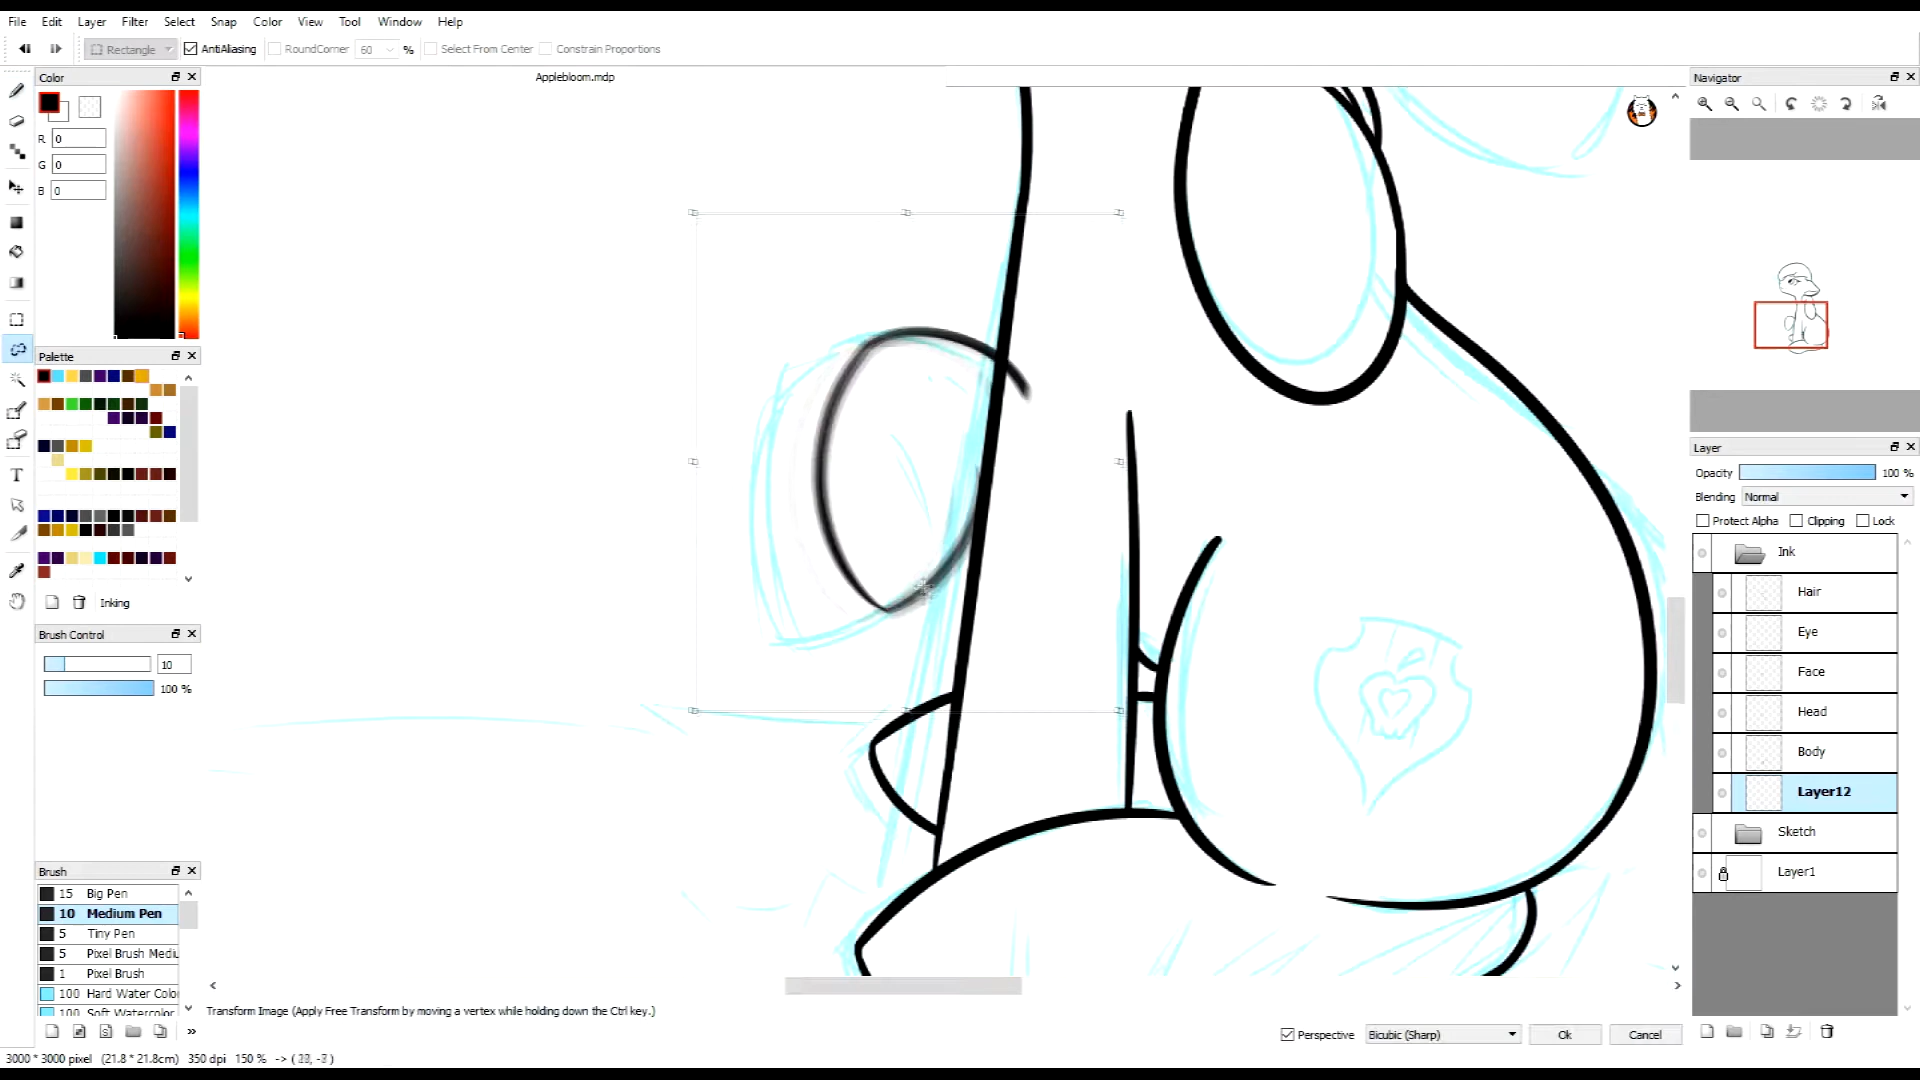 File Edit Layer Filter Select Snap Color View Tool Window Help
Rectangle AntiAliasing RoundCorner 60 % Select From Center Constrain Proportions
Color
Applebloom.mdp
Navigator
R 0
G 0
B 0
Palette
Inking
Brush Control
10
100 %
Brush
15 Big Pen
10 Medium Pen
5 Tiny Pen
5 Pixel Brush Mediu
1 Pixel Brush
100 Hard Water Color
100 Soft Watercolor
Layer
Opacity 100 %
Blending Normal
Protect Alpha Clipping Lock
Ink
Hair
Eye
Face
Head
Body
Layer12
Sketch
Layer1
Transform Image (Apply Free Transform by moving a vertex while holding down the Ctrl key.)
Perspective Bicubic (Sharp) Ok Cancel
3000 * 3000 pixel (21.8 * 21.8cm) 350 dpi 150 %